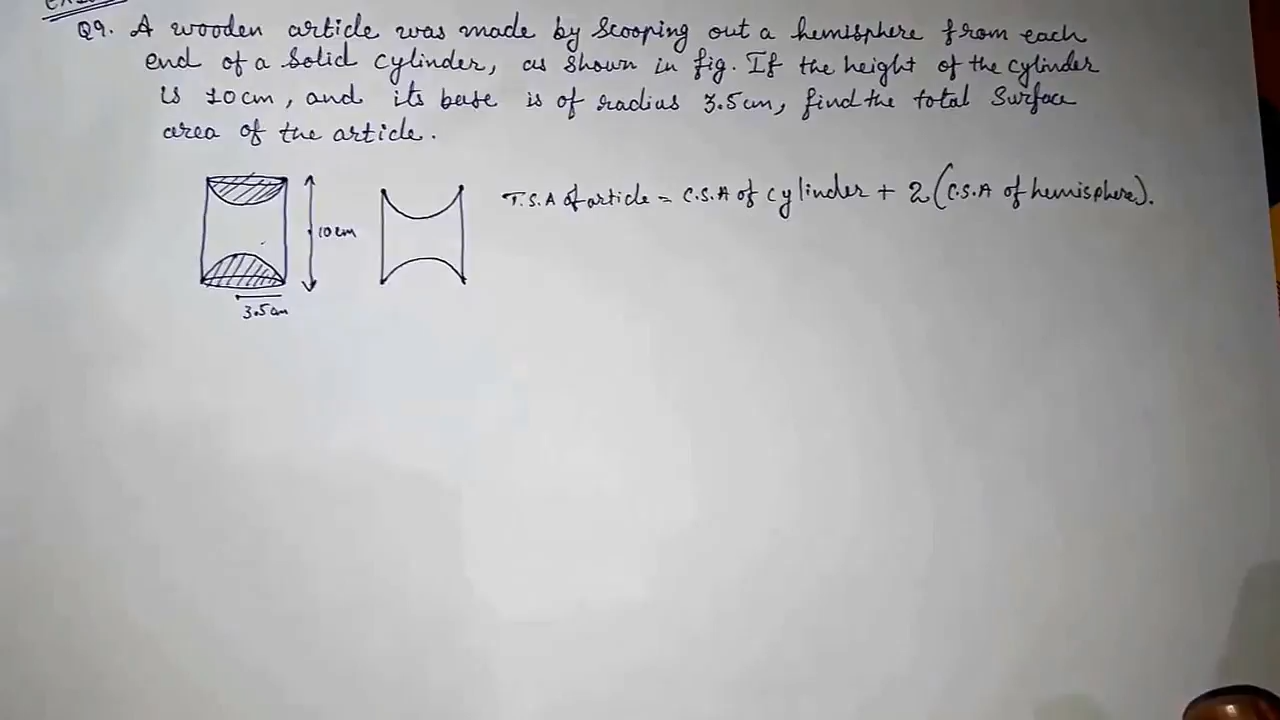 Q9. A wooden article was made by scooping out a hemisphere from each
end of a solid cylinder, as shown in fig. If the height of the cylinder
is 10cm, and its base is of radius 3.5cm, find the total surface
area of the article.
T.S.A of article = C.S.A of cylinder + 2 (C.S.A of hemisphere).
10cm
3.5cm